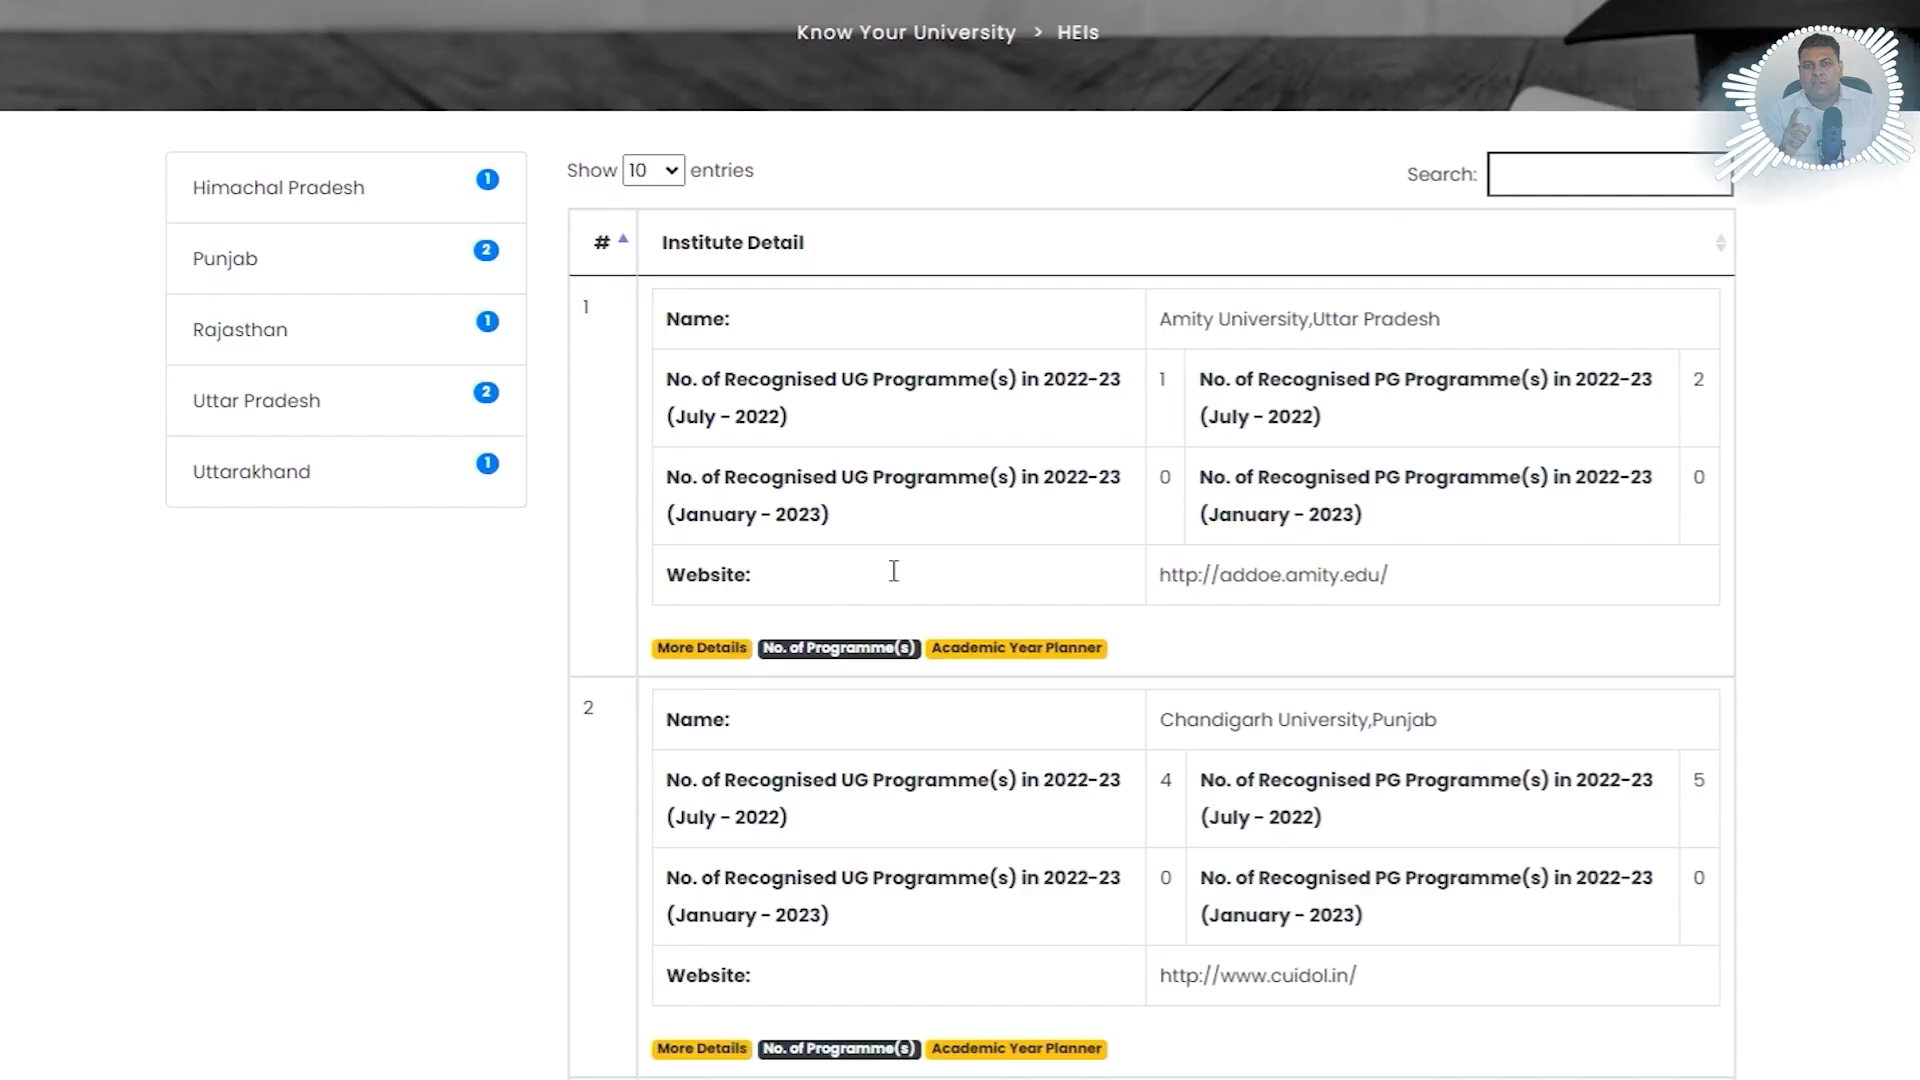 Know Your University > HEIs
Himachal Pradesh 1
Punjab 2
Rajasthan 1
Uttar Pradesh 2
Uttarakhand 1
Show 10 entries
Search:
# Institute Detail
1
Name: Amity University,Uttar Pradesh
No. of Recognised UG Programme(s) in 2022-23 1 No. of Recognised PG Programme(s) in 2022-23 2
(July - 2022) (July - 2022)
No. of Recognised UG Programme(s) in 2022-23 0 No. of Recognised PG Programme(s) in 2022-23 0
(January - 2023) (January - 2023)
Website: http://addoe.amity.edu/
More Details No. of Programme(s) Academic Year Planner
2
Name: Chandigarh University,Punjab
No. of Recognised UG Programme(s) in 2022-23 4 No. of Recognised PG Programme(s) in 2022-23 5
(July - 2022) (July - 2022)
No. of Recognised UG Programme(s) in 2022-23 0 No. of Recognised PG Programme(s) in 2022-23 0
(January - 2023) (January - 2023)
Website: http://www.cuidol.in/
More Details No. of Programme(s) Academic Year Planner